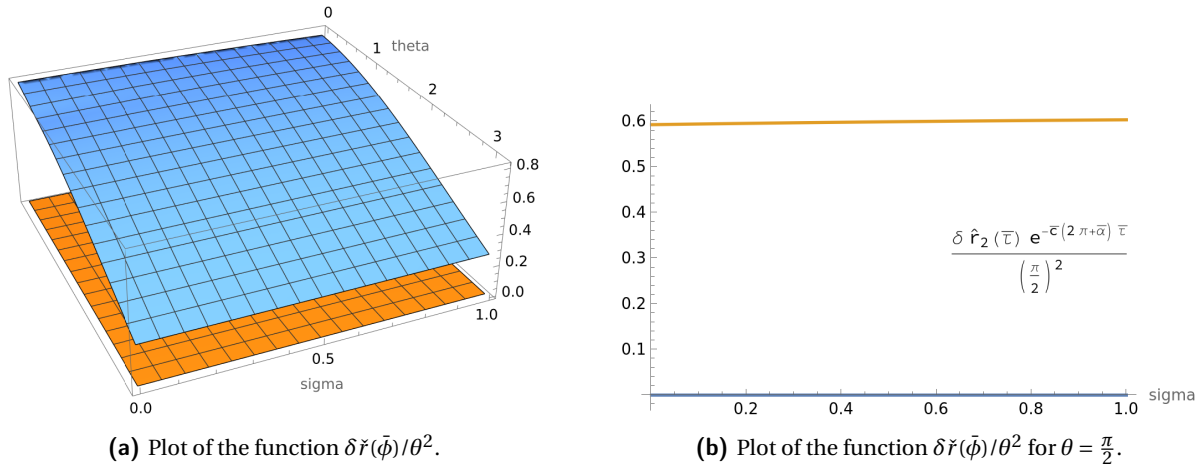 0
1
theta
2
3
0.8
0.6
0.4
0.2
0.0
1.0
0.5
sigma
0.0
(a) Plot of the function δř(ϕ̄)/θ².
0.6
0.5
0.4
0.3
0.2
0.1
δ r̂₂ (τ̅) e^{-c̅ (2 π+α̅) τ̅}
(π/2)²
0.2 0.4 0.6 0.8 1.0 sigma
(b) Plot of the function δř(ϕ̄)/θ² for θ = π/2.